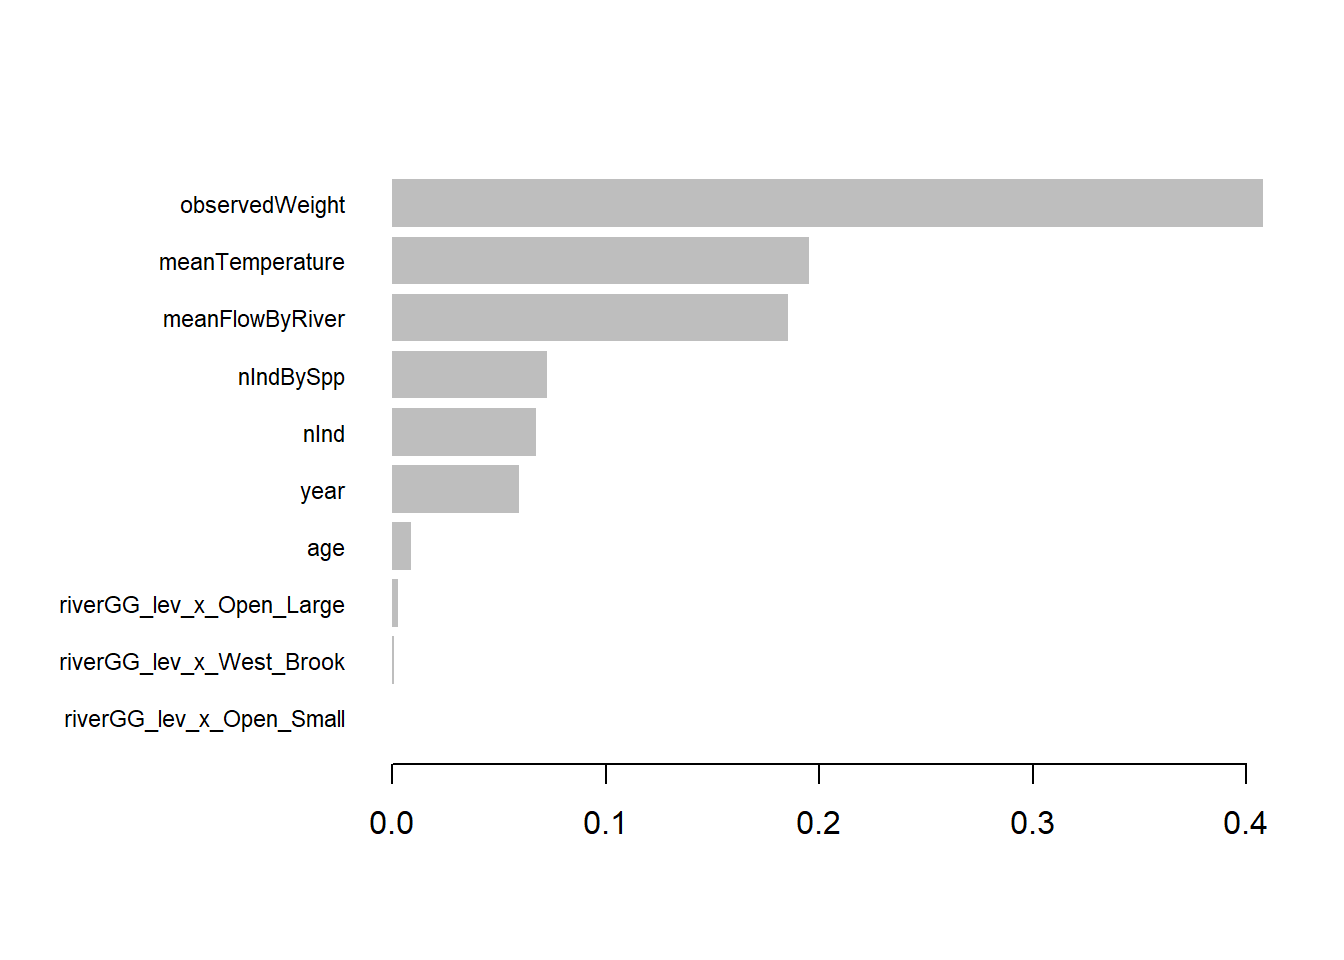 observedWeight
meanTemperature
meanFlowByRiver
nIndBySpp
nInd
year
age
riverGG_lev_x_Open_Large
riverGG_lev_x_West_Brook
riverGG_lev_x_Open_Small
0.0 0.1 0.2 0.3 0.4